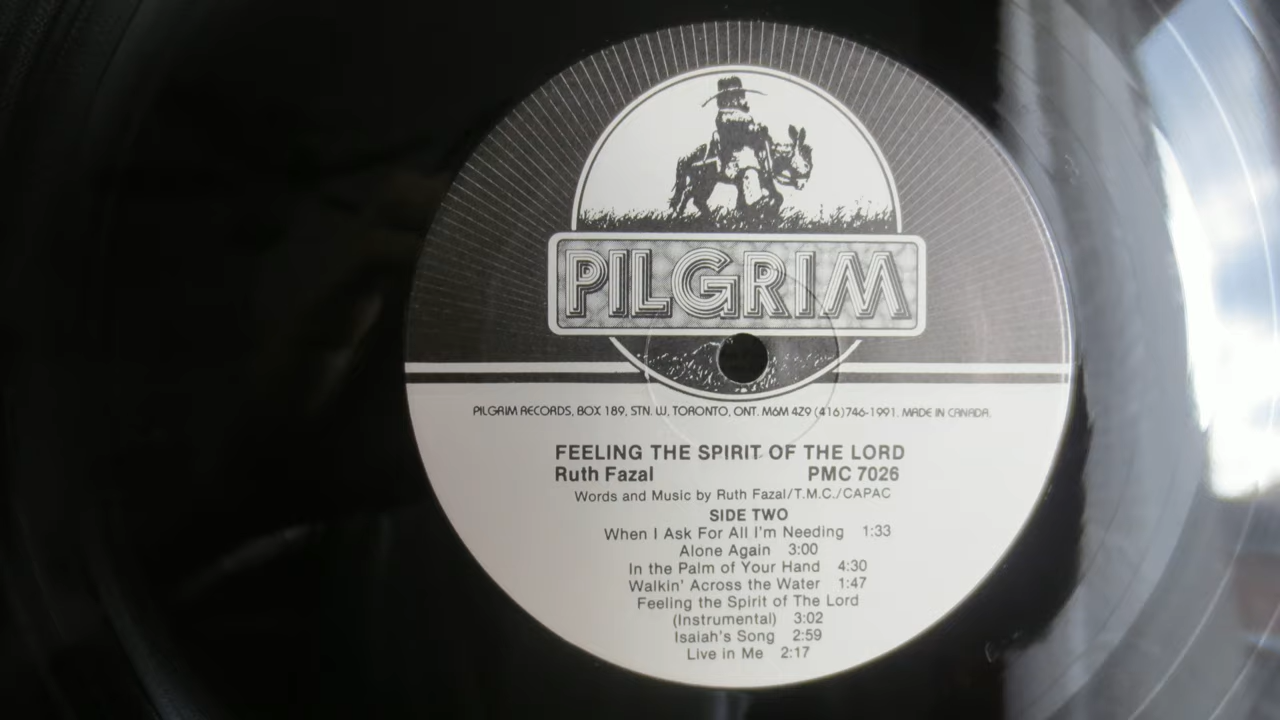 PILGRIM
PILGRIM RECORDS, BOX 189, STN. W, TORONTO, ONT. M6M 4Z9 (416)746-1991. MADE IN CANADA.
FEELING THE SPIRIT OF THE LORD
Ruth Fazal PMC 7026
Words and Music by Ruth Fazal/T.M.C./CAPAC
SIDE TWO
When I Ask For All I'm Needing 1:33
Alone Again 3:00
In the Palm of Your Hand 4:30
Walkin' Across the Water 1:47
Feeling the Spirit of The Lord
(Instrumental) 3:02
Isaiah's Song 2:59
Live in Me 2:17